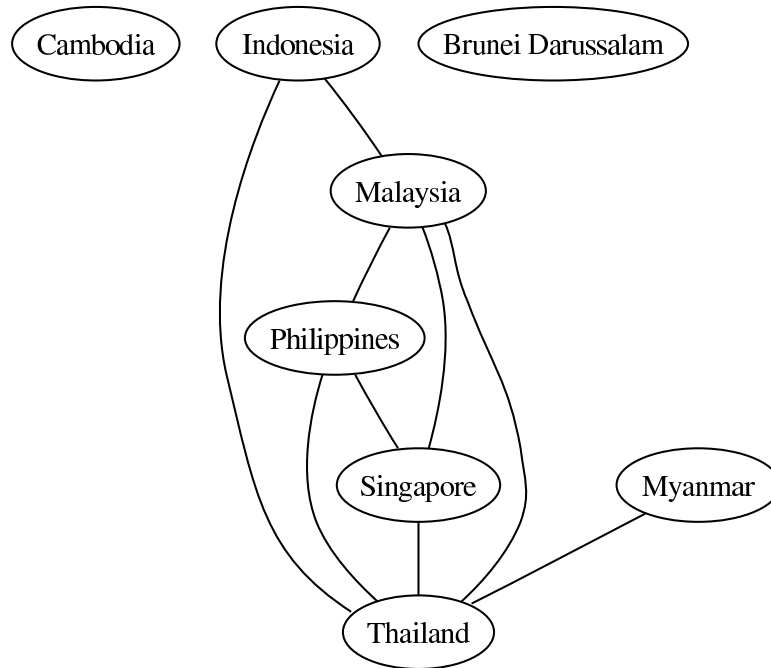 Cambodia
Indonesia
Brunei Darussalam
Malaysia
Philippines
Singapore
Myanmar
Thailand